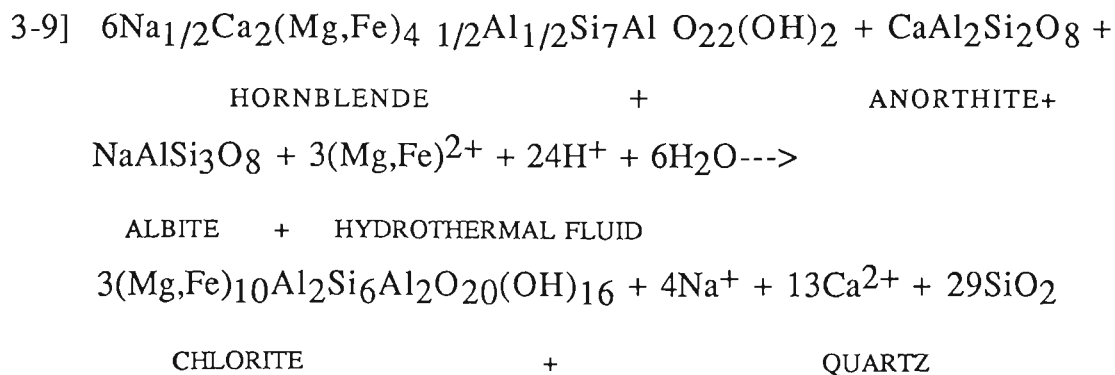 3-9] 6Na1/2Ca2(Mg,Fe)4 1/2Al1/2Si7Al O22(OH)2 + CaAl2Si2O8 +
HORNBLENDE + ANORTHITE+
NaAlSi3O8 + 3(Mg,Fe)2+ + 24H+ + 6H2O--->
ALBITE + HYDROTHERMAL FLUID
3(Mg,Fe)10Al2Si6Al2O20(OH)16 + 4Na+ + 13Ca2+ + 29SiO2
CHLORITE + QUARTZ